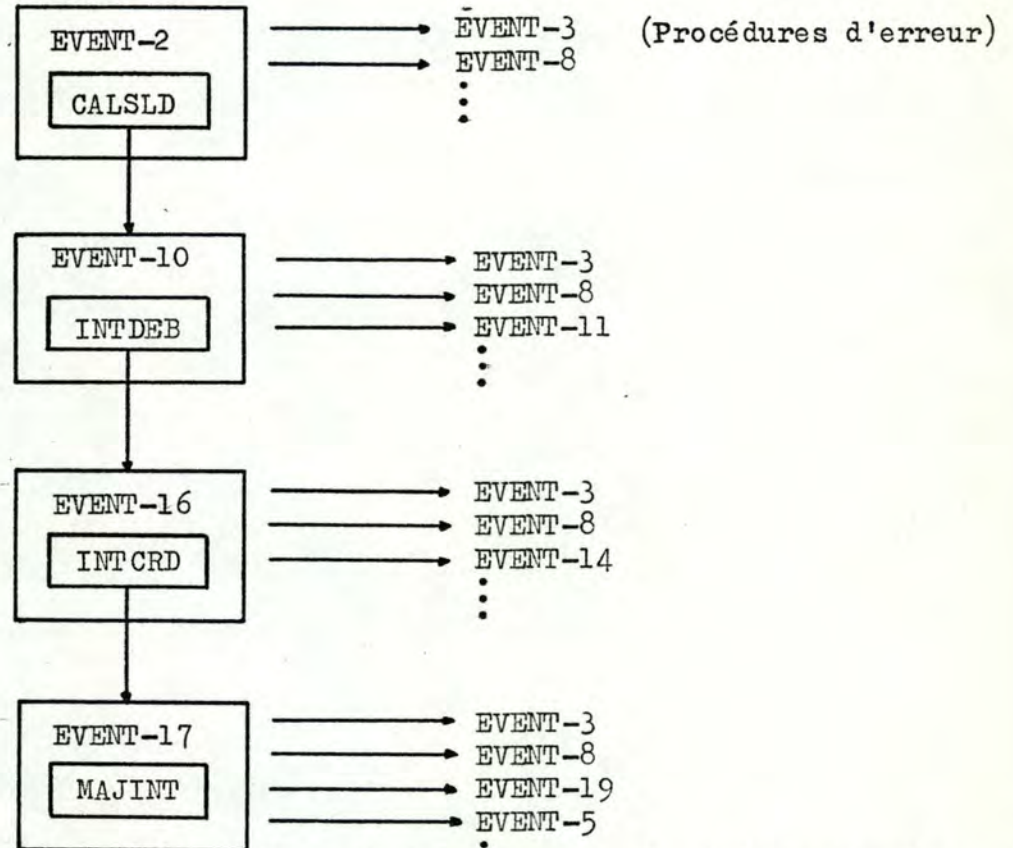 EVENT-2
EVENT-3 (Procédures d'erreur)
EVENT-8
CALSLD
EVENT-10
EVENT-3
EVENT-8
INTDEB
EVENT-11
EVENT-16
EVENT-3
EVENT-8
INTCRD
EVENT-14
EVENT-17
EVENT-3
EVENT-8
MAJINT
EVENT-19
EVENT-5